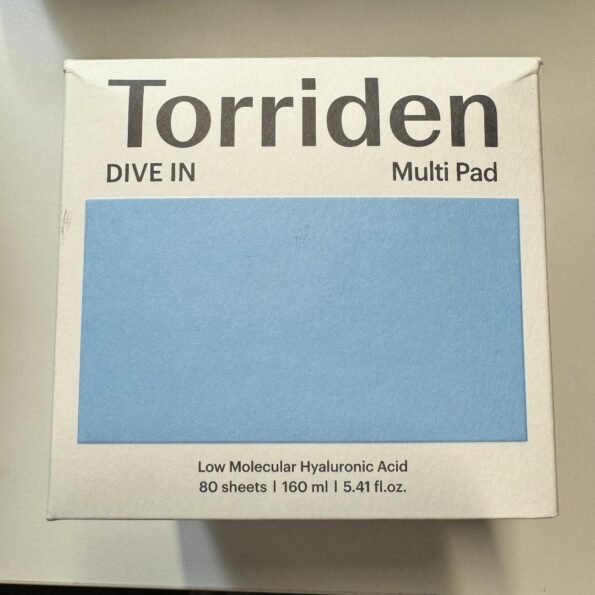 Torriden
DIVE IN Multi Pad
Low Molecular Hyaluronic Acid
80 sheets | 160 ml | 5.41 fl.oz.